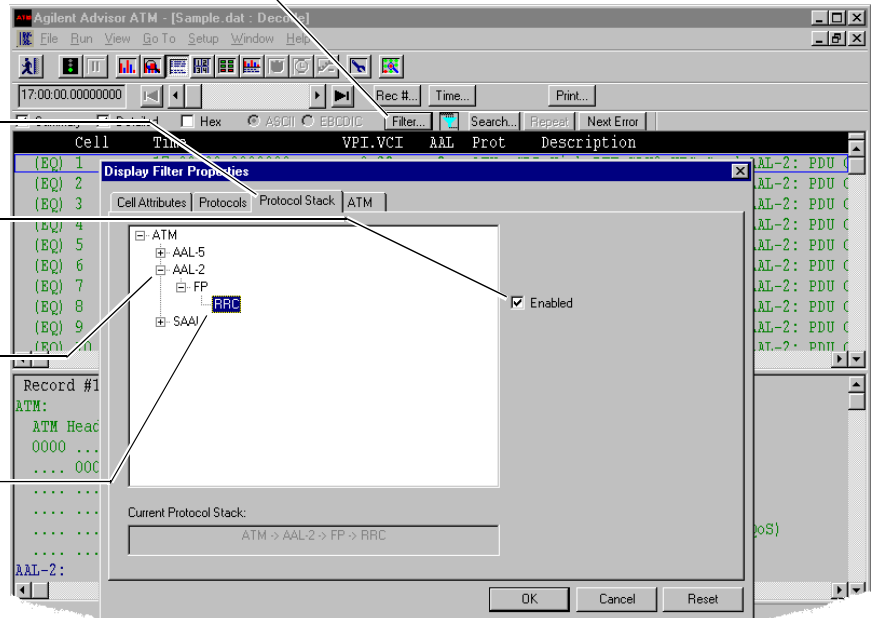 Agilent Advisor ATM - [Sample.dat : Decode]
File Run View Go To Setup Window Help
17:00:00.00000000 Rec #... Time... Print...
Detailed Hex ASCII EBCDIC Filter... Search... Repeat Next Error
Cell Time VPI.VCI AAL Prot Description
(EQ) 1 AAL-2: PDU
(EQ) 2 AAL-2: PDU
(EQ) 3 AAL-2: PDU
(EQ) 4 AAL-2: PDU
(EQ) 5 AAL-2: PDU
(EQ) 6 AAL-2: PDU
(EQ) 7 AAL-2: PDU
(EQ) 8 AAL-2: PDU
(EQ) 9 AAL-2: PDU
Display Filter Properties
Cell Attributes Protocols Protocol Stack ATM
ATM
AAL-5
AAL-2
FP
RRC
SAAL
Enabled
Current Protocol Stack:
ATM -> AAL-2 -> FP -> RRC
OK Cancel Reset
Record #1
ATM:
ATM Head
0000 ...
.... 000
.... ...
.... ...
.... ... QoS)
.... ...
AAL-2: